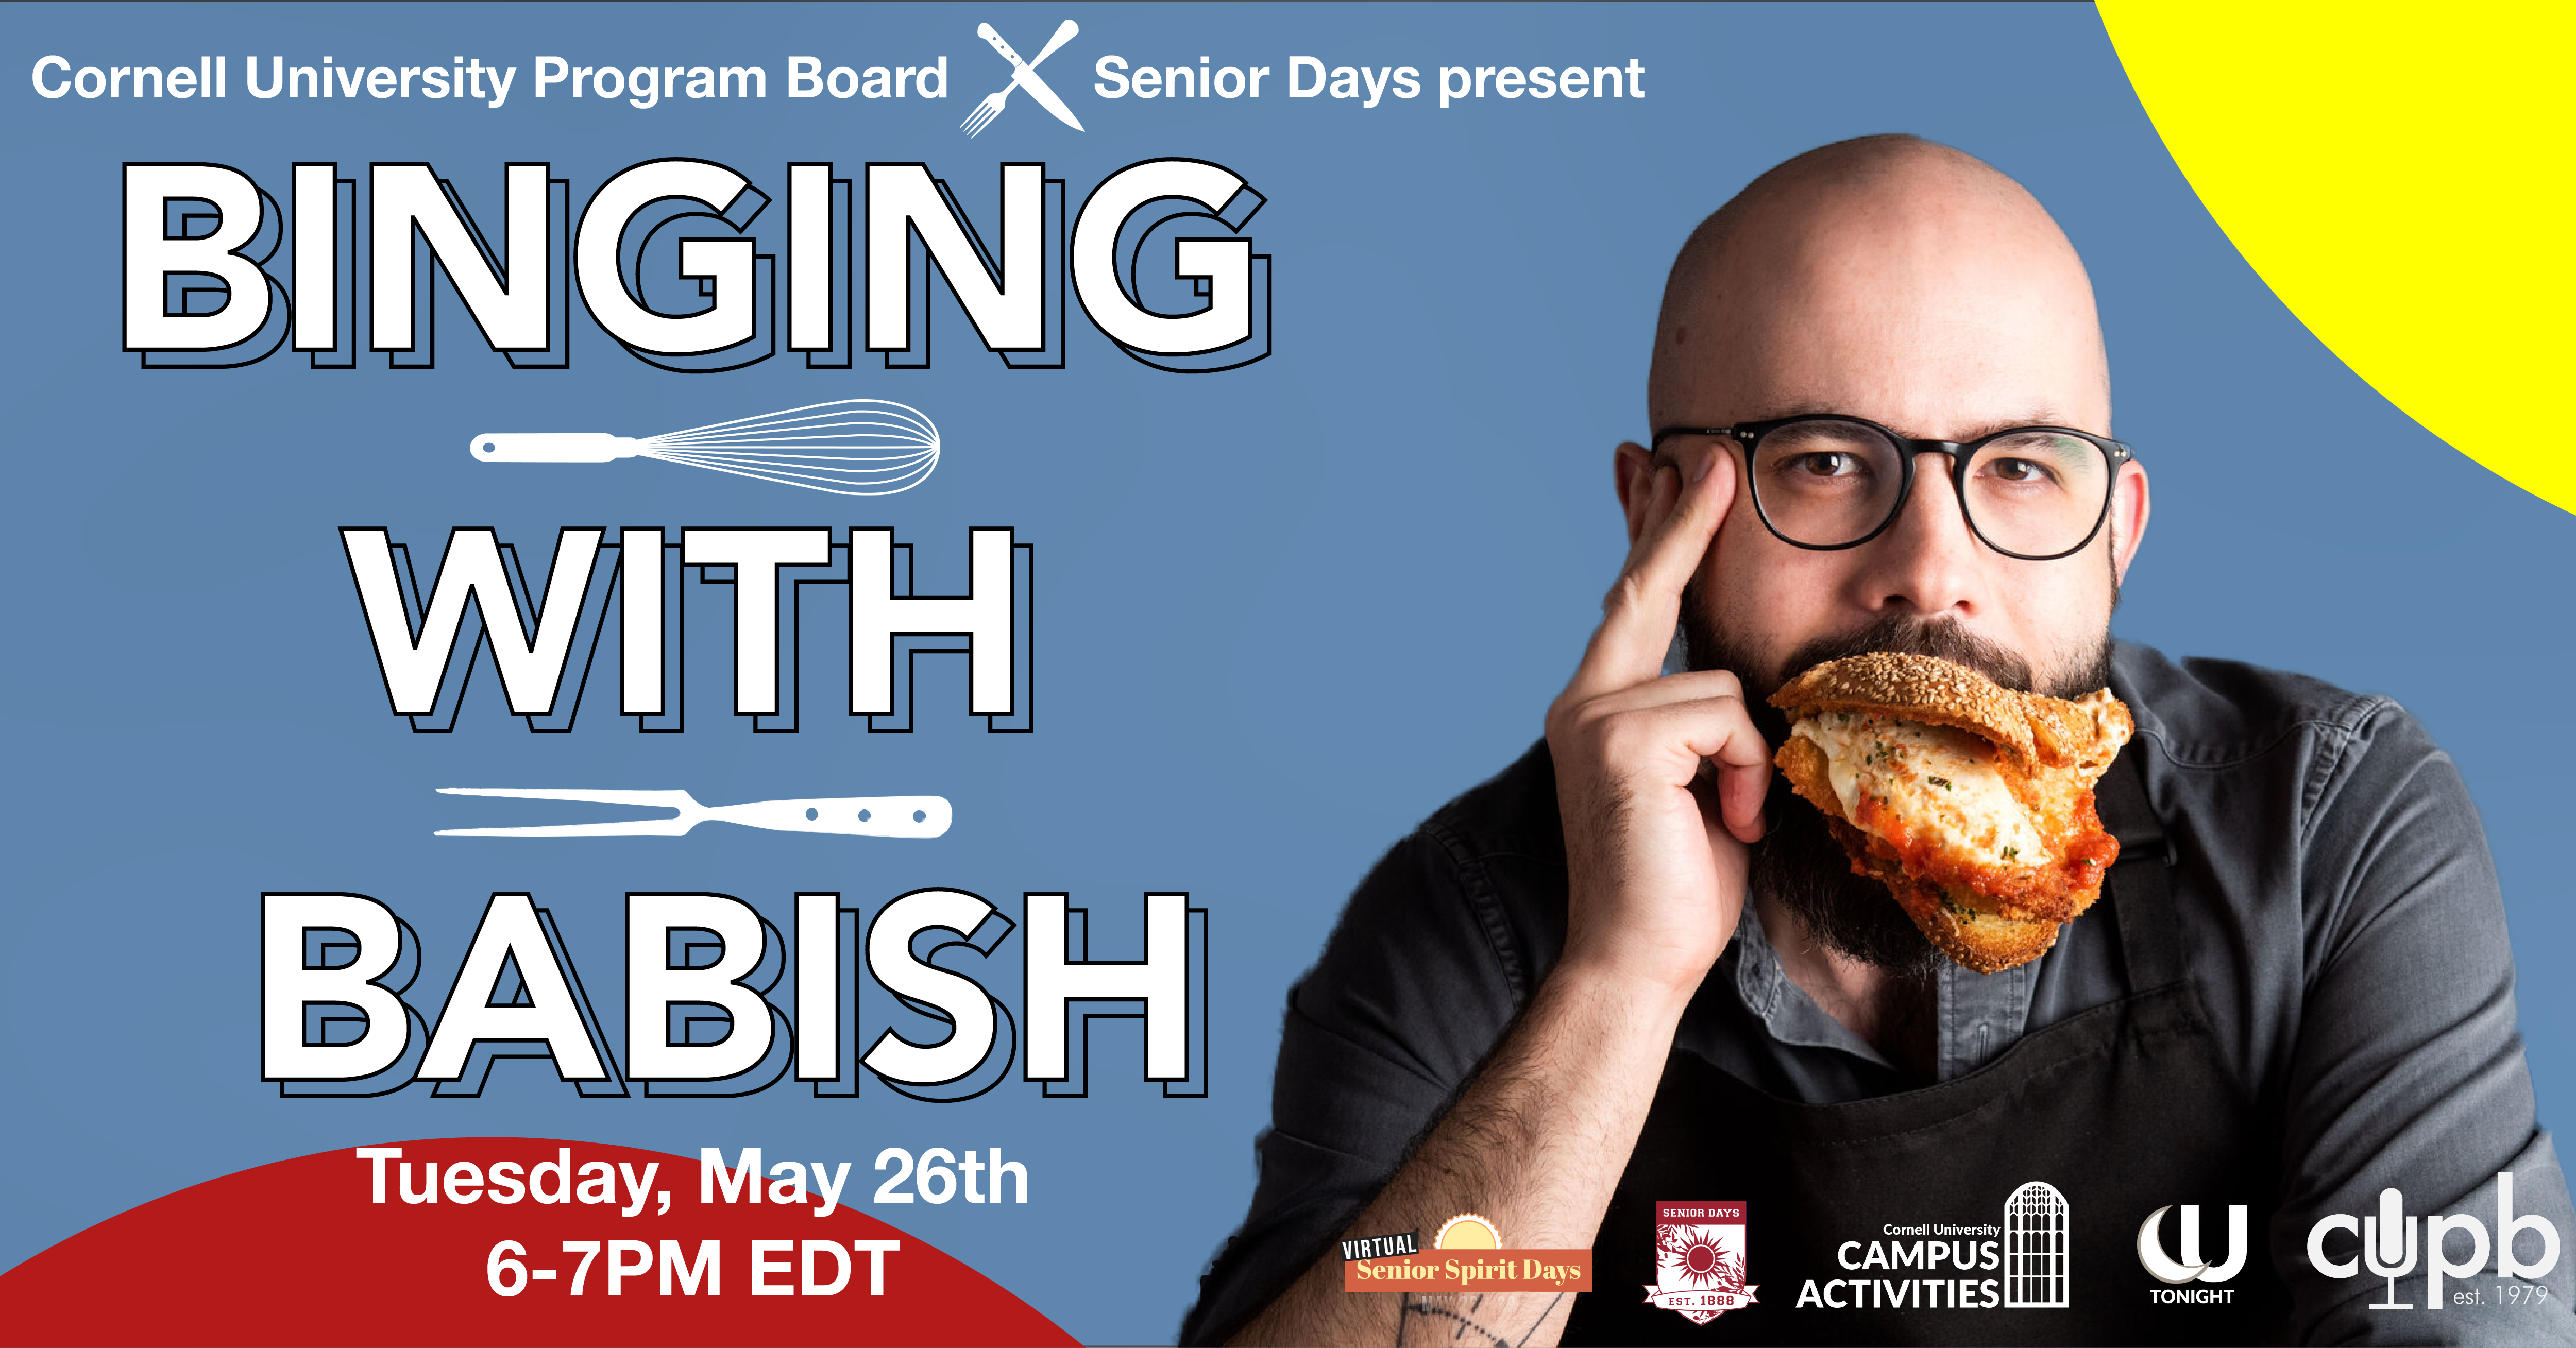 Cornell University Program Board
Senior Days present
BINGING
WITH
BABISH
Tuesday, May 26th
6-7PM EDT
VIRTUAL
Senior Spirit Days
SENIOR DAYS
EST. 1888
Cornell University
CAMPUS
ACTIVITIES
CU
TONIGHT
cupb
est. 1979